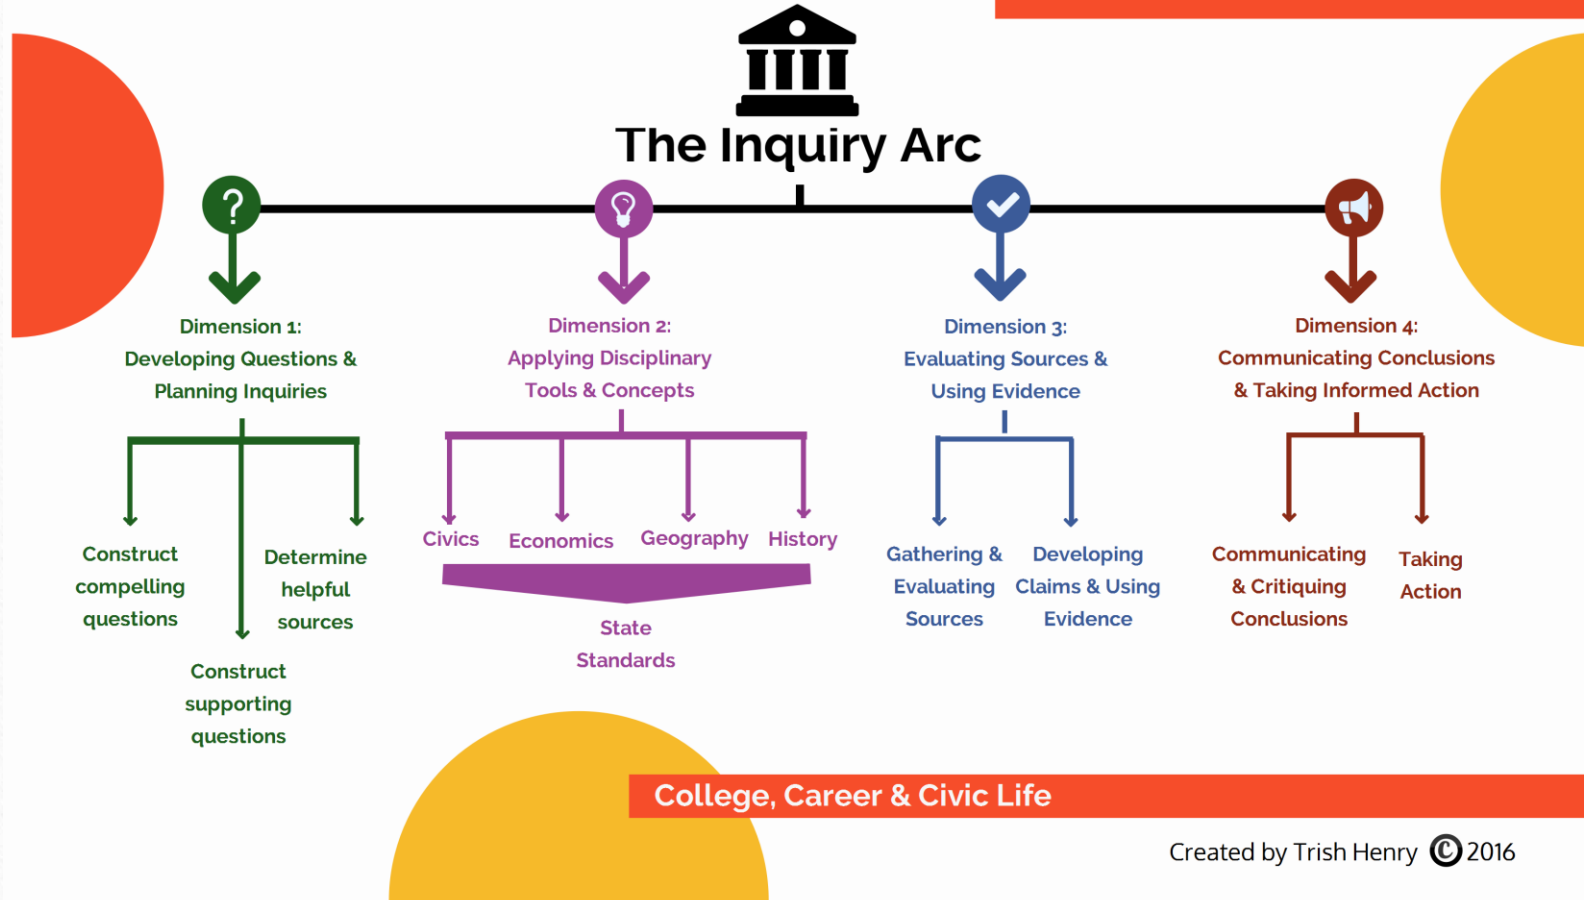 The Inquiry Arc
?
Dimension 1:
Developing Questions &
Planning Inquiries
Construct
compelling
questions
Construct
supporting
questions
Determine
helpful
sources
Dimension 2:
Applying Disciplinary
Tools & Concepts
Civics
Economics
Geography
History
State
Standards
Dimension 3:
Evaluating Sources &
Using Evidence
Gathering &
Evaluating
Sources
Developing
Claims & Using
Evidence
Dimension 4:
Communicating Conclusions
& Taking Informed Action
Communicating
& Critiquing
Conclusions
Taking
Action
College, Career & Civic Life
Created by Trish Henry © 2016